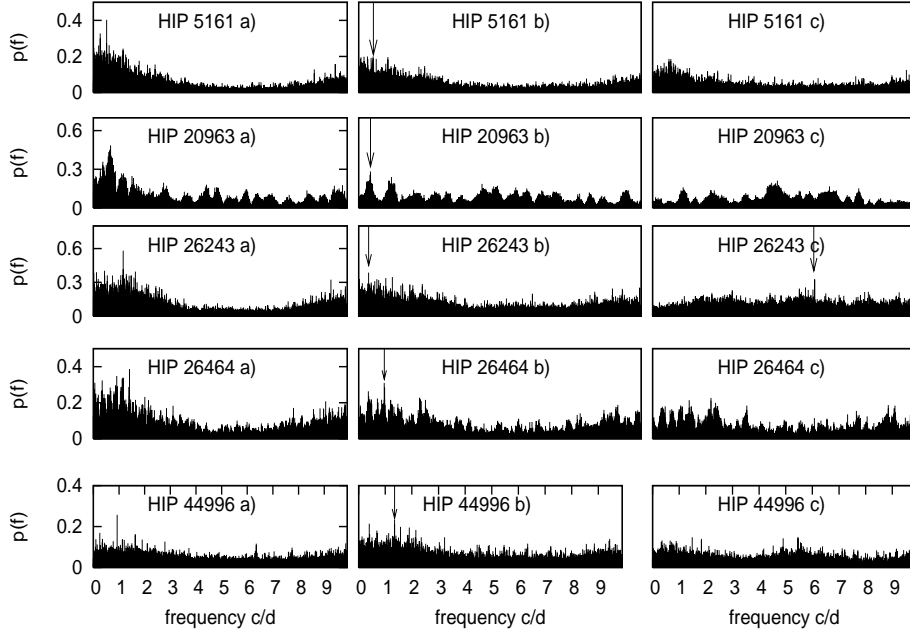 HIP 5161 a)
HIP 5161 b)
HIP 5161 c)
p(f)
0.4
0.2
0
HIP 20963 a)
HIP 20963 b)
HIP 20963 c)
p(f)
0.6
0.3
0
HIP 26243 a)
HIP 26243 b)
HIP 26243 c)
p(f)
0.6
0.3
0
HIP 26464 a)
HIP 26464 b)
HIP 26464 c)
p(f)
0.4
0.2
0
HIP 44996 a)
HIP 44996 b)
HIP 44996 c)
p(f)
0.4
0.2
0
0 1 2 3 4 5 6 7 8 9
0 1 2 3 4 5 6 7 8 9
0 1 2 3 4 5 6 7 8 9
frequency c/d
frequency c/d
frequency c/d